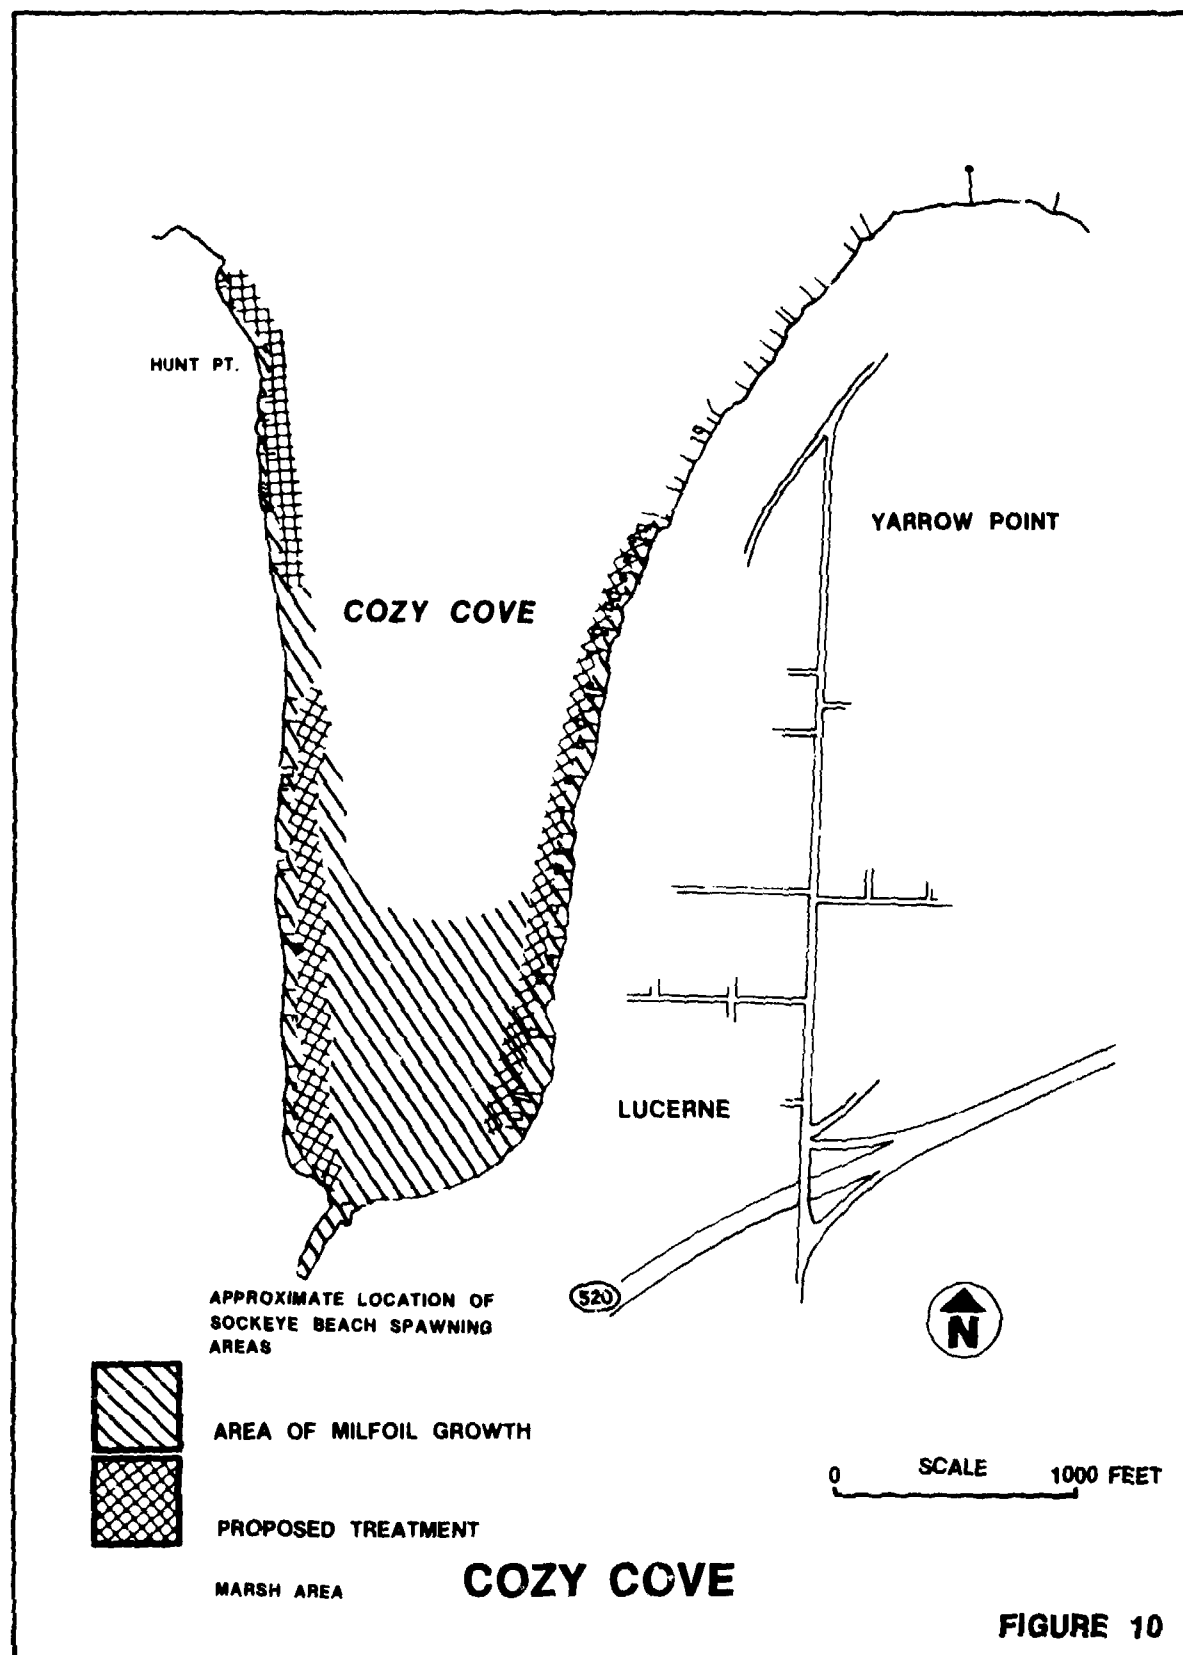 HUNT PT.
YARROW POINT
COZY COVE
LUCERNE
520
N
APPROXIMATE LOCATION OF
SOCKEYE BEACH SPAWNING
AREAS
AREA OF MILFOIL GROWTH
PROPOSED TREATMENT
MARSH AREA
0 SCALE 1000 FEET
COZY COVE
FIGURE 10